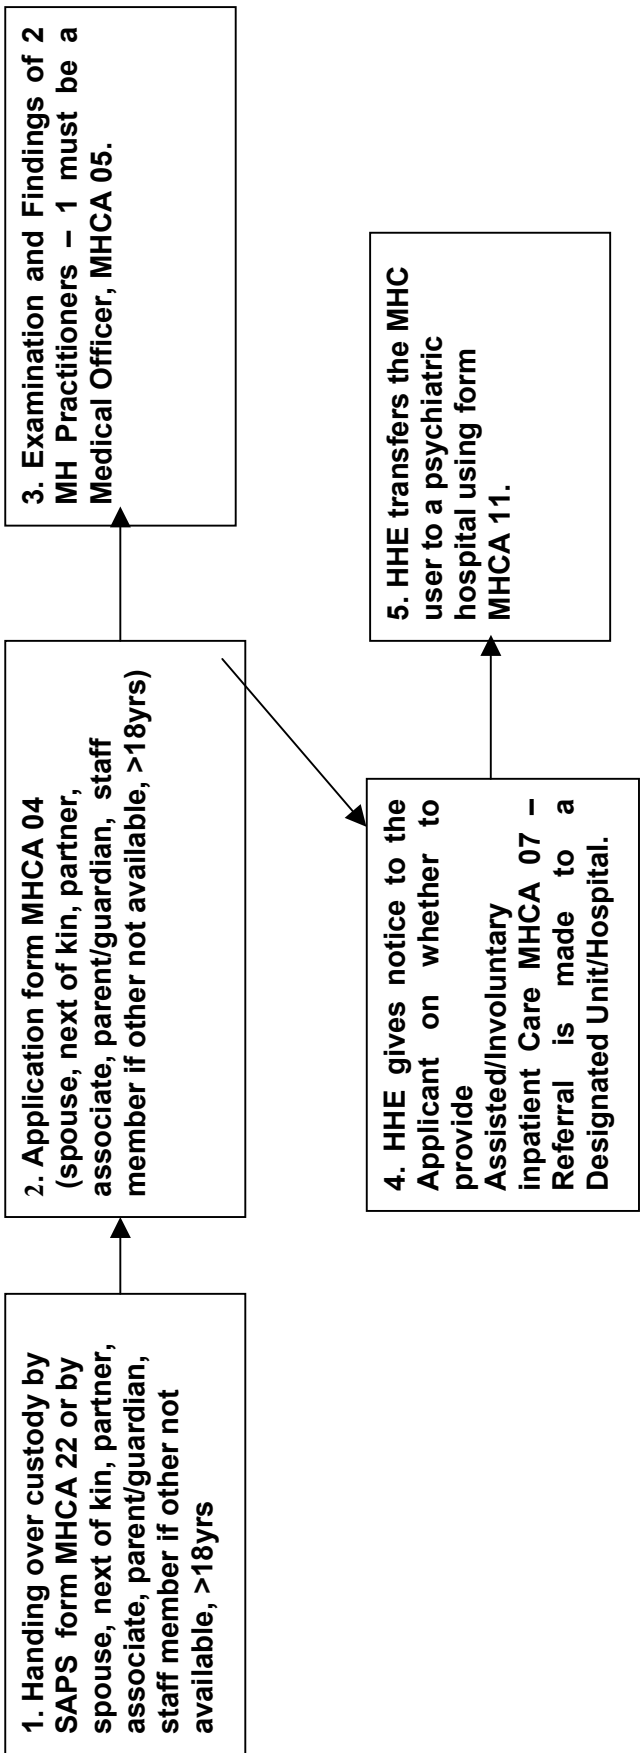 1. Handing over custody by
SAPS form MHCA 22 or by
spouse, next of kin, partner,
associate, parent/guardian,
staff member if other not
available, >18yrs
2. Application form MHCA 04
(spouse, next of kin, partner,
associate, parent/guardian, staff
member if other not available, >18yrs)
3. Examination and Findings of 2
MH Practitioners – 1 must be a
Medical Officer, MHCA 05.
4. HHE gives notice to the
Applicant on whether to
provide
Assisted/Involuntary
inpatient Care MHCA 07 –
Referral is made to a
Designated Unit/Hospital.
5. HHE transfers the MHC
user to a psychiatric
hospital using form
MHCA 11.